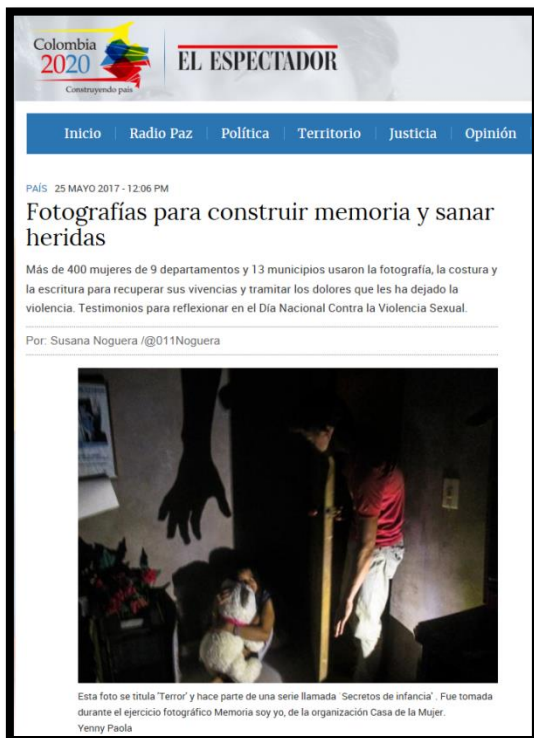 Colombia
2020
Construyendo país
EL ESPECTADOR
Inicio | Radio Paz | Política | Territorio | Justicia | Opinión
PAÍS 25 MAYO 2017 - 12:06 PM
Fotografías para construir memoria y sanar
heridas
Más de 400 mujeres de 9 departamentos y 13 municipios usaron la fotografía, la costura y
la escritura para recuperar sus vivencias y tramitar los dolores que les ha dejado la
violencia. Testimonios para reflexionar en el Día Nacional Contra la Violencia Sexual.
Por: Susana Noguera /@011Noguera
Esta foto se titula 'Terror' y hace parte de una serie llamada ¨Secretos de infancia' . Fue tomada
durante el ejercicio fotográfico Memoria soy yo, de la organización Casa de la Mujer.
Yenny Paola